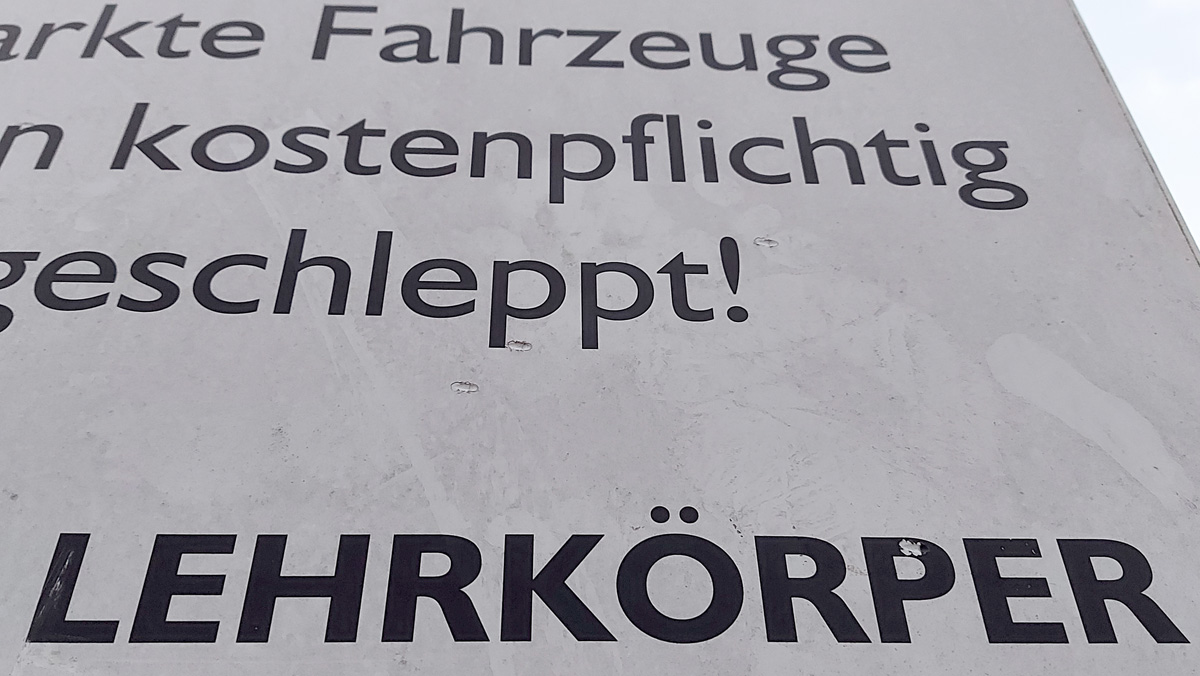 arkte Fahrzeuge
n kostenpflichtig
geschleppt!
LEHRKÖRPER